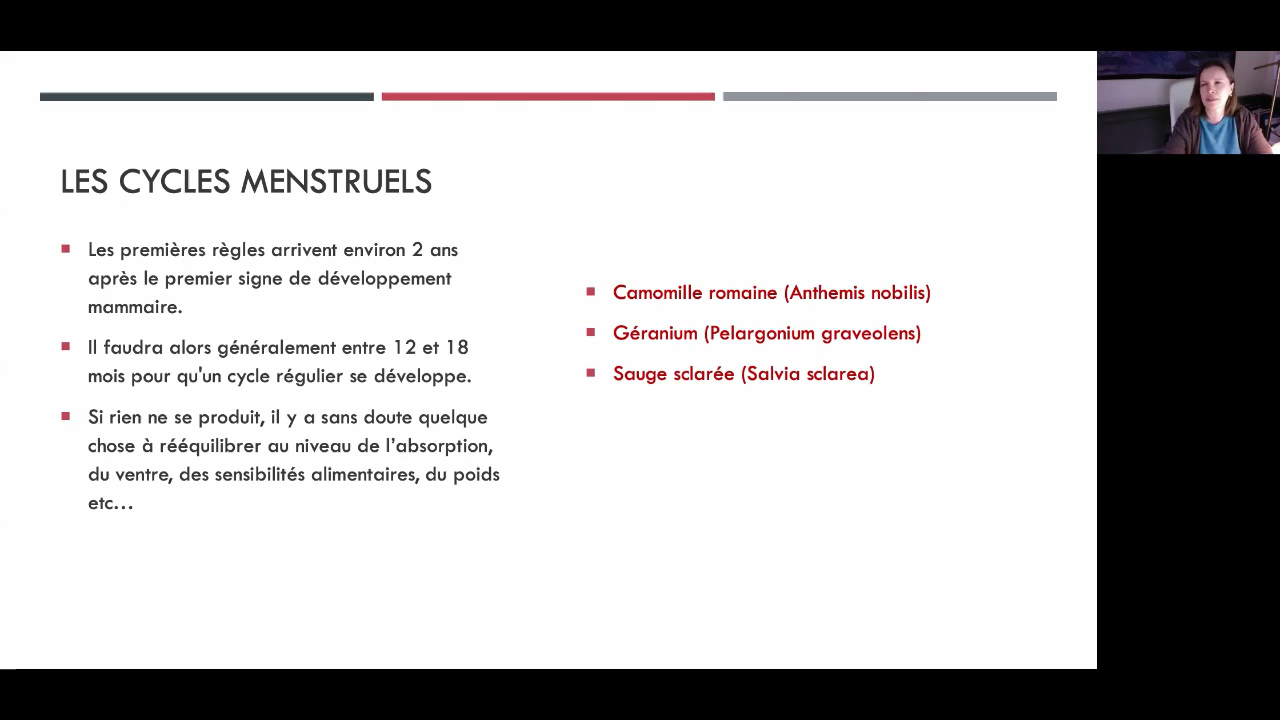 LES CYCLES MENSTRUELS
Les premières règles arrivent environ 2 ans
après le premier signe de développement
mammaire.
Il faudra alors généralement entre 12 et 18
mois pour qu'un cycle régulier se développe.
Si rien ne se produit, il y a sans doute quelque
chose à rééquilibrer au niveau de l’absorption,
du ventre, des sensibilités alimentaires, du poids
etc…
Camomille romaine (Anthemis nobilis)
Géranium (Pelargonium graveolens)
Sauge sclarée (Salvia sclarea)